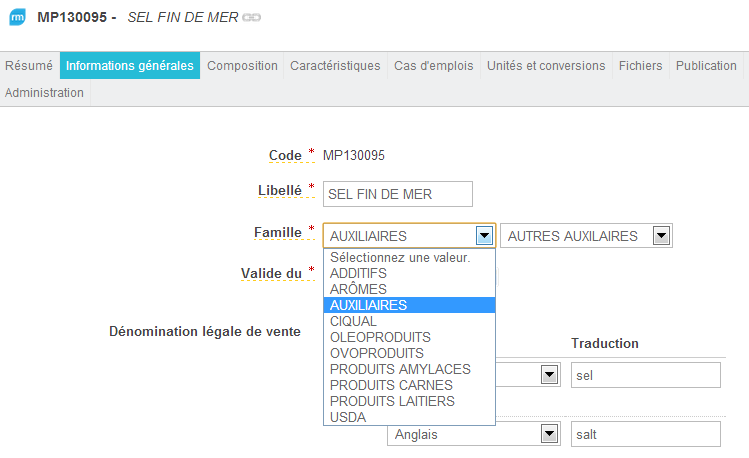 rm MP130095 - SEL FIN DE MER
Résumé Informations générales Composition Caractéristiques Cas d'emplois Unités et conversions Fichiers Publication
Administration
Code * MP130095
Libellé * SEL FIN DE MER
Famille * AUXILIAIRES AUTRES AUXILAIRES
Sélectionnez une valeur.
Valide du * ADDITIFS
ARÔMES
AUXILIAIRES
CIQUAL
Dénomination légale de vente OLEOPRODUITS Traduction
OVOPRODUITS
PRODUITS AMYLACES sel
PRODUITS CARNES
PRODUITS LAITIERS
USDA
Anglais salt